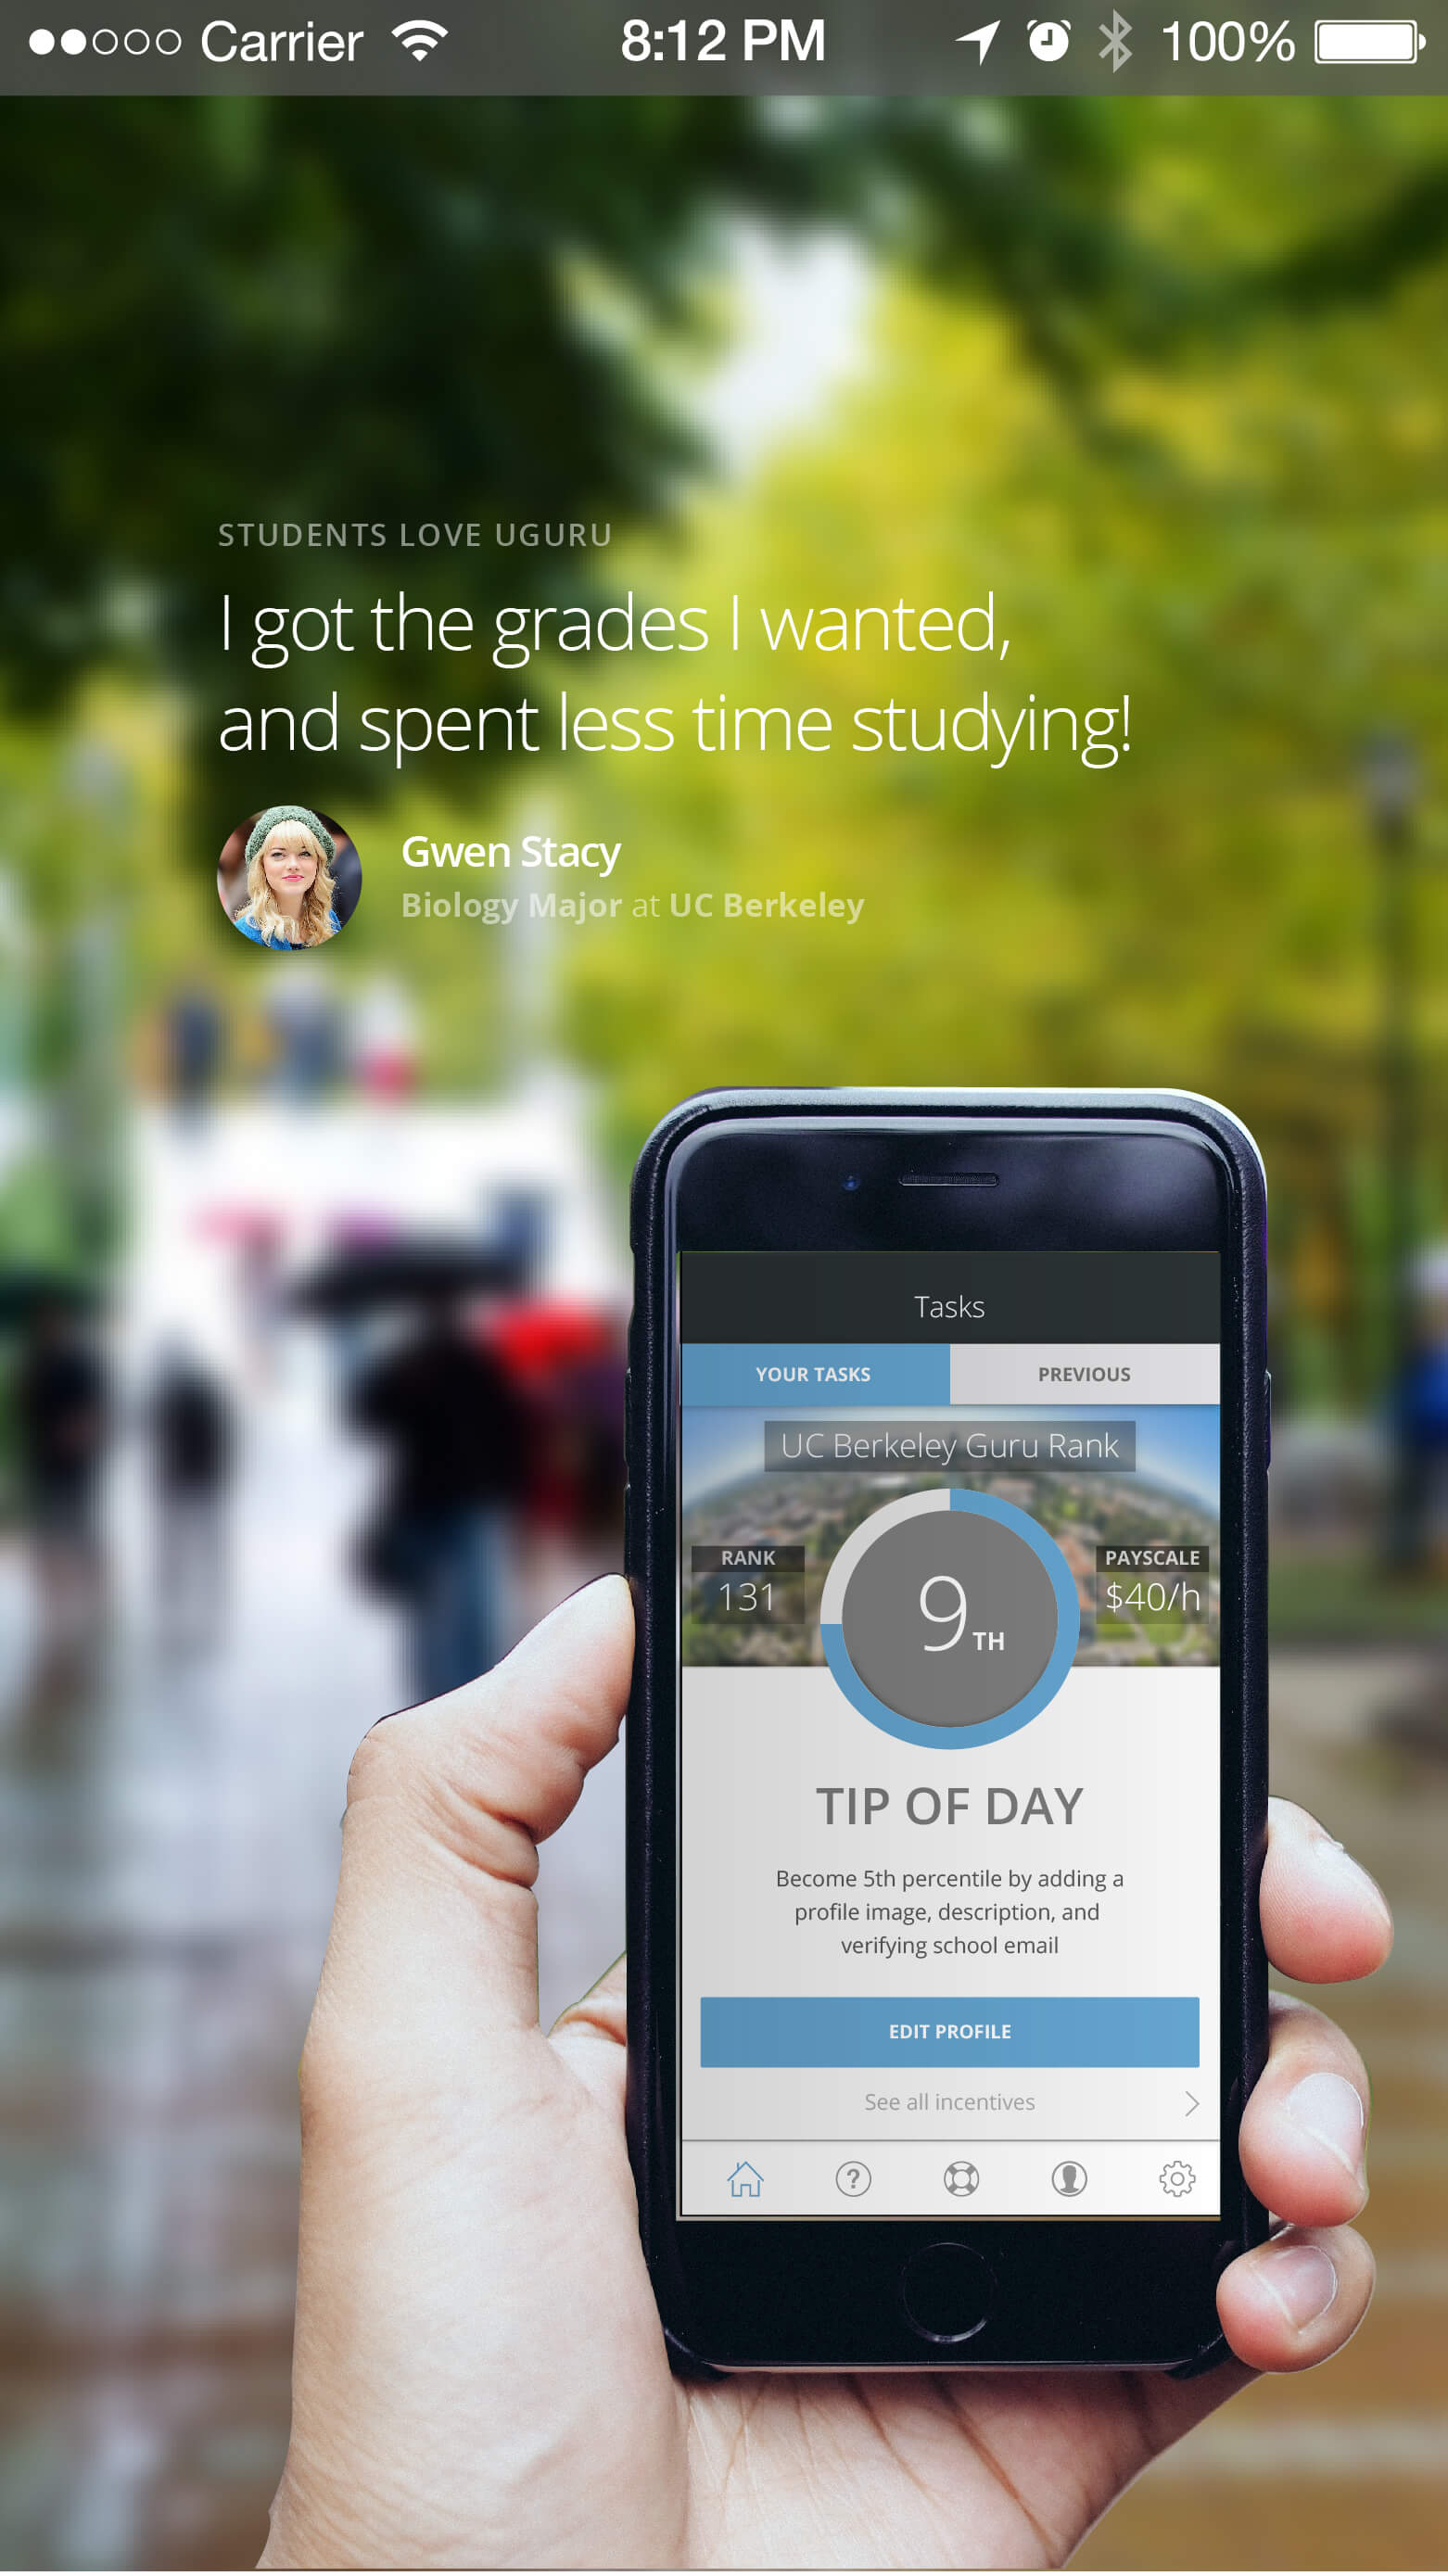 Carrier 8:12 PM 100%
STUDENTS LOVE UGURU
I got the grades I wanted,
and spent less time studying!
Gwen Stacy
Biology Major at UC Berkeley
Tasks
YOUR TASKS PREVIOUS
UC Berkeley Guru Rank
RANK PAYSCALE
131 9TH $40/h
TIP OF DAY
Become 5th percentile by adding a
profile image, description, and
verifying school email
EDIT PROFILE
See all incentives
?